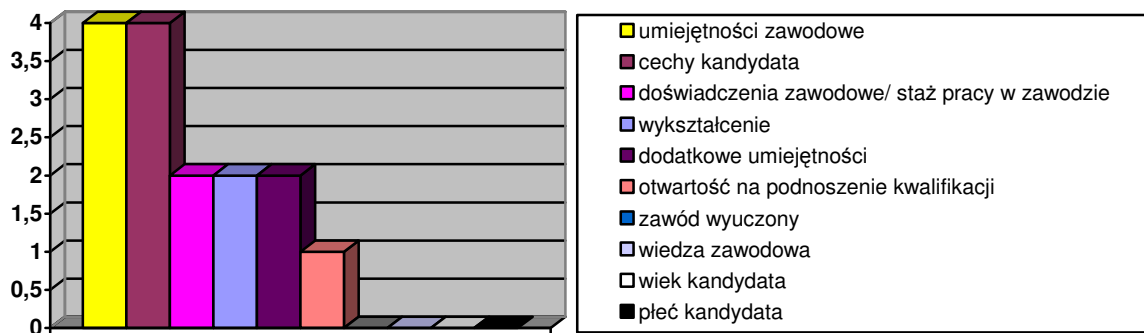 4
3,5
3
2,5
2
1,5
1
0,5
0
umiejętności zawodowe
cechy kandydata
doświadczenia zawodowe/ staż pracy w zawodzie
wykształcenie
dodatkowe umiejętności
otwartość na podnoszenie kwalifikacji
zawód wyuczony
wiedza zawodowa
wiek kandydata
płeć kandydata